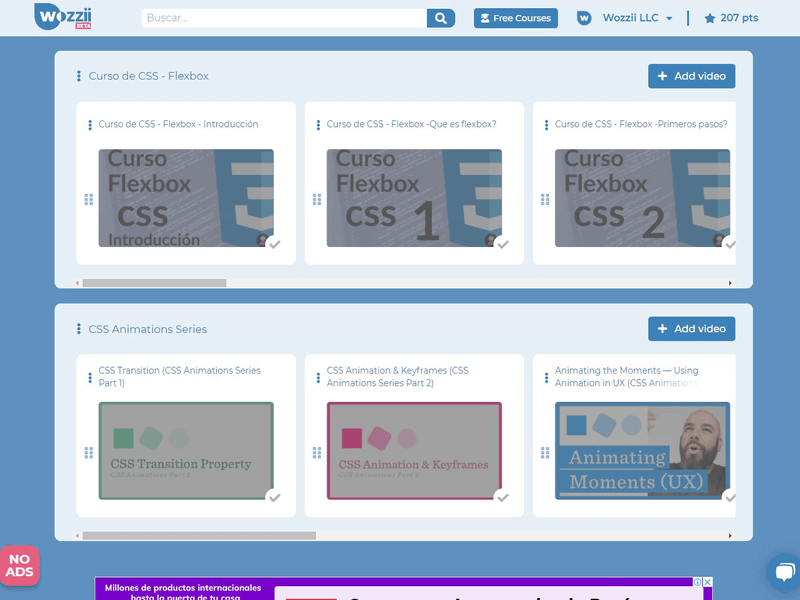 wozzii
BETA
Buscar...
Free Courses
W
Wozzii LLC
207 pts
Curso de CSS - Flexbox
Add video
Curso de CSS - Flexbox - Introducción
Curso de CSS - Flexbox -Que es flexbox?
Curso de CSS - Flexbox -Primeros pasos?
Curso
Flexbox
CSS
Introducción
Curso
Flexbox
CSS 1
Curso
Flexbox
CSS 2
CSS Animations Series
Add video
CSS Transition (CSS Animations Series
Part 1)
CSS Animation & Keyframes (CSS
Animations Series Part 2)
Animating the Moments — Using
Animation in UX (CSS Animations
CSS Transition Property
CSS Animations Part 1
CSS Animation & Keyframes
CSS Animations Part 2
Animating
Moments (UX)
NO
ADS
Millones de productos internacionales
hasta la puerta de tu casa